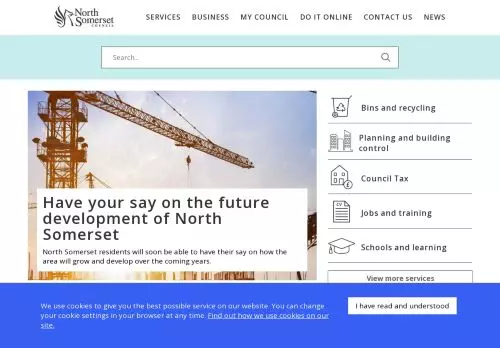 North
Somerset
COUNCIL
SERVICES BUSINESS MY COUNCIL DO IT ONLINE CONTACT US NEWS
Search...
Have your say on the future
development of North
Somerset
North Somerset residents will soon be able to have their say on how the
area will grow and develop over the coming years.
Bins and recycling
Planning and building
control
Council Tax
CV
Jobs and training
Schools and learning
View more services
We use cookies to give you the best possible service on our website. You can change
your cookie settings in your browser at any time. Find out how we use cookies on our
site.
I have read and understood